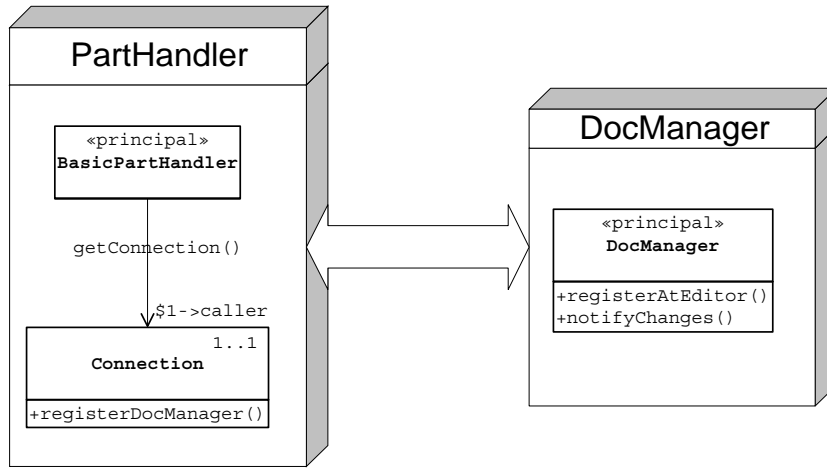 PartHandler
«principal»
BasicPartHandler
getConnection()
$1->caller
1..1
Connection
+registerDocManager()
DocManager
«principal»
DocManager
+registerAtEditor()
+notifyChanges()